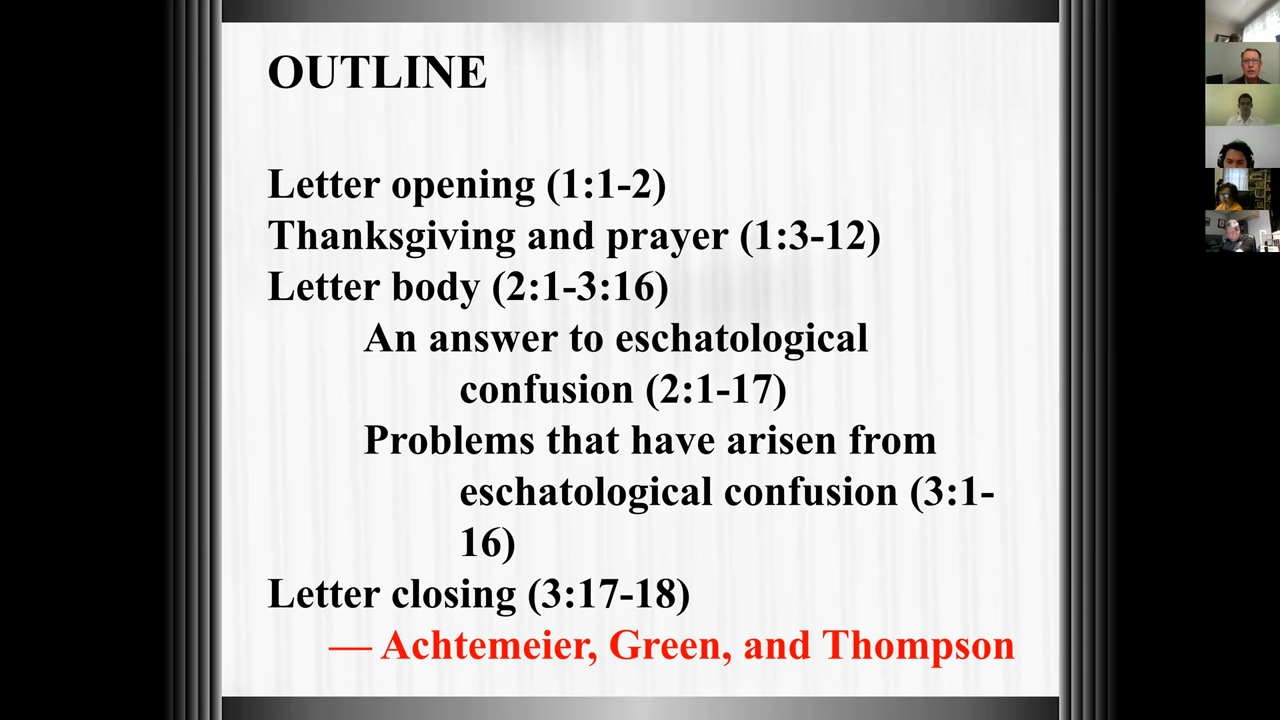 OUTLINE
Letter opening (1:1-2)
Thanksgiving and prayer (1:3-12)
Letter body (2:1-3:16)
An answer to eschatological
confusion (2:1-17)
Problems that have arisen from
eschatological confusion (3:1-
16)
Letter closing (3:17-18)
— Achtemeier, Green, and Thompson